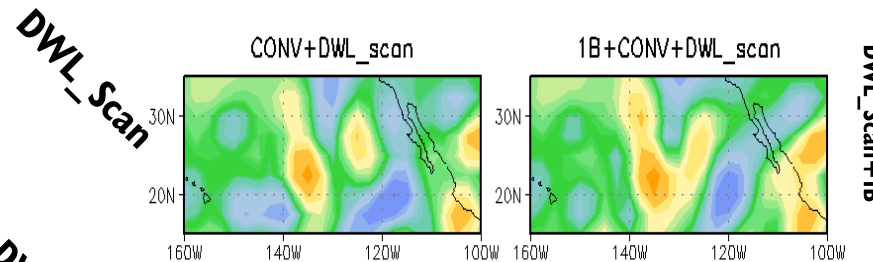 DWL_Scan
CONV+DWL_scan
1B+CONV+DWL_scan
30N
20N
160W 140W 120W 100W
30N
20N
160W 140W 120W 100W